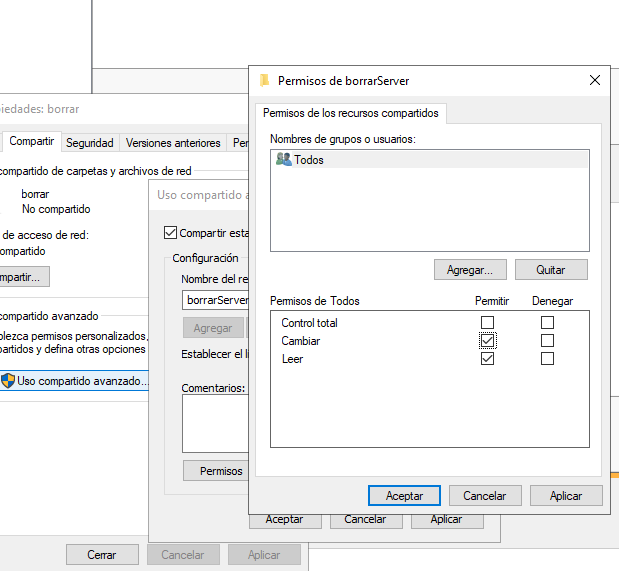 Permisos de borrarServer
Permisos de los recursos compartidos
Nombres de grupos o usuarios:
Todos
Agregar...
Quitar
Permisos de Todos
Permitir
Denegar
Control total
Cambiar
Leer
Aceptar
Cancelar
Aplicar
Uso compartido a
Compartir esta
Configuración
Nombre del re
borrarServer
Agregar
Establecer el lí
Comentarios:
Permisos
Aceptar
Cancelar
Aplicar
piedades: borrar
Compartir
Seguridad
Versiones anteriores
Per
compartido de carpetas y archivos de red
borrar
No compartido
de acceso de red:
ompartido
mpartir...
compartido avanzado
blezca permisos personalizados,
partidos y defina otras opciones
Uso compartido avanzado...
Cerrar
Cancelar
Aplicar